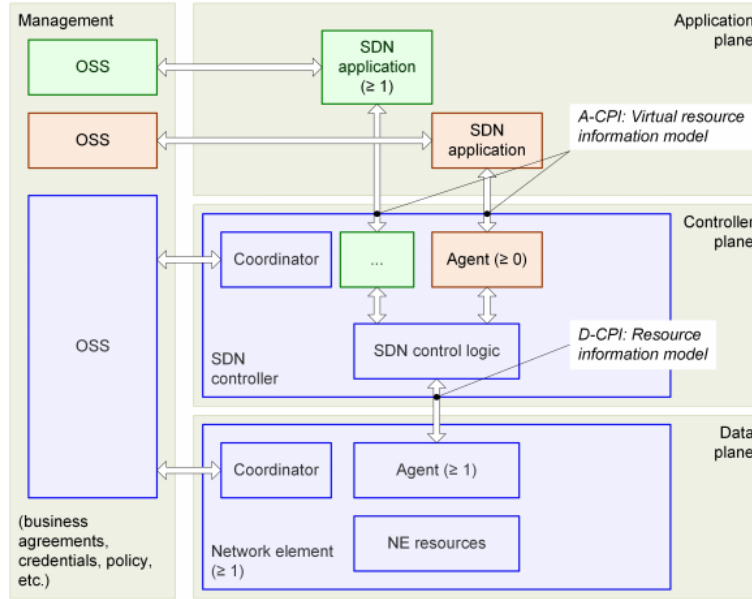 Management
OSS
OSS
OSS
(business
agreements,
credentials, policy,
etc.)
Application
plane
SDN
application
(≥ 1)
SDN
application
A-CPI: Virtual resource
information model
Controller
plane
Coordinator
...
Agent (≥ 0)
SDN control logic
SDN
controller
D-CPI: Resource
information model
Data
plane
Coordinator
Agent (≥ 1)
NE resources
Network element
(≥ 1)